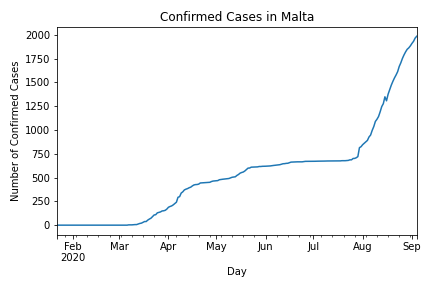 Confirmed Cases in Malta
Number of Confirmed Cases
2000
1750
1500
1250
1000
750
500
250
0
Feb Mar Apr May Jun Jul Aug Sep
2020
Day